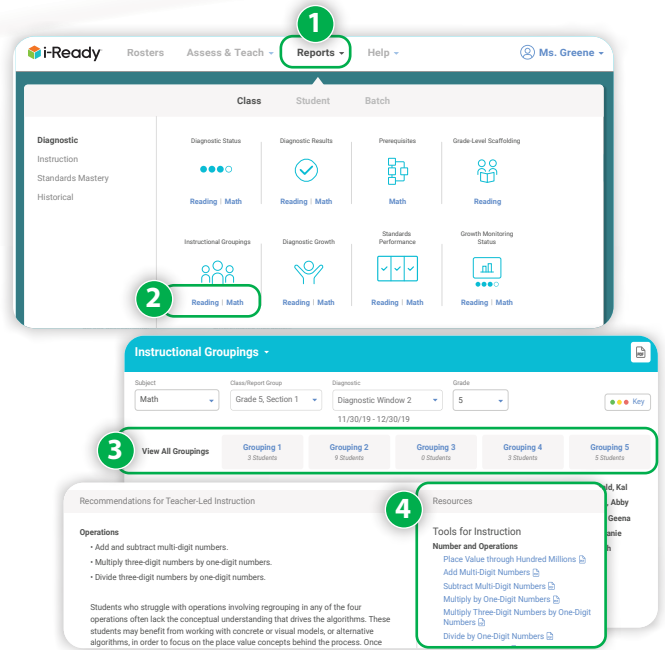 1
i-Ready
Rosters
Assess & Teach
Reports
Help
Ms. Greene
Class
Student
Batch
Diagnostic
Instruction
Standards Mastery
Historical
Diagnostic Status
Reading | Math
Diagnostic Results
Reading | Math
Prerequisites
Math
Grade-Level Scaffolding
Reading
Instructional Groupings
2
Reading | Math
Diagnostic Growth
Reading | Math
Standards
Performance
Reading | Math
Growth Monitoring
Status
Reading | Math
Instructional Groupings
PDF
Subject
Math
Class/Report Group
Grade 5, Section 1
Diagnostic
Diagnostic Window 2
11/30/19 - 12/30/19
Grade
5
Key
3
View All Groupings
Grouping 1
3 Students
Grouping 2
9 Students
Grouping 3
0 Students
Grouping 4
3 Students
Grouping 5
5 Students
Kal
Abby
Geena
Recommendations for Teacher-Led Instruction
Operations
• Add and subtract multi-digit numbers.
• Multiply three-digit numbers by one-digit numbers.
• Divide three-digit numbers by one-digit numbers.
Students who struggle with operations involving regrouping in any of the four
operations often lack the conceptual understanding that drives the algorithms. These
students may benefit from working with concrete or visual models, or alternative
algorithms, in order to focus on the place value concepts behind the process. Once
4
Resources
Tools for Instruction
Number and Operations
Place Value through Hundred Millions
Add Multi-Digit Numbers
Subtract Multi-Digit Numbers
Multiply by One-Digit Numbers
Multiply Three-Digit Numbers by One-Digit
Numbers
Divide by One-Digit Numbers